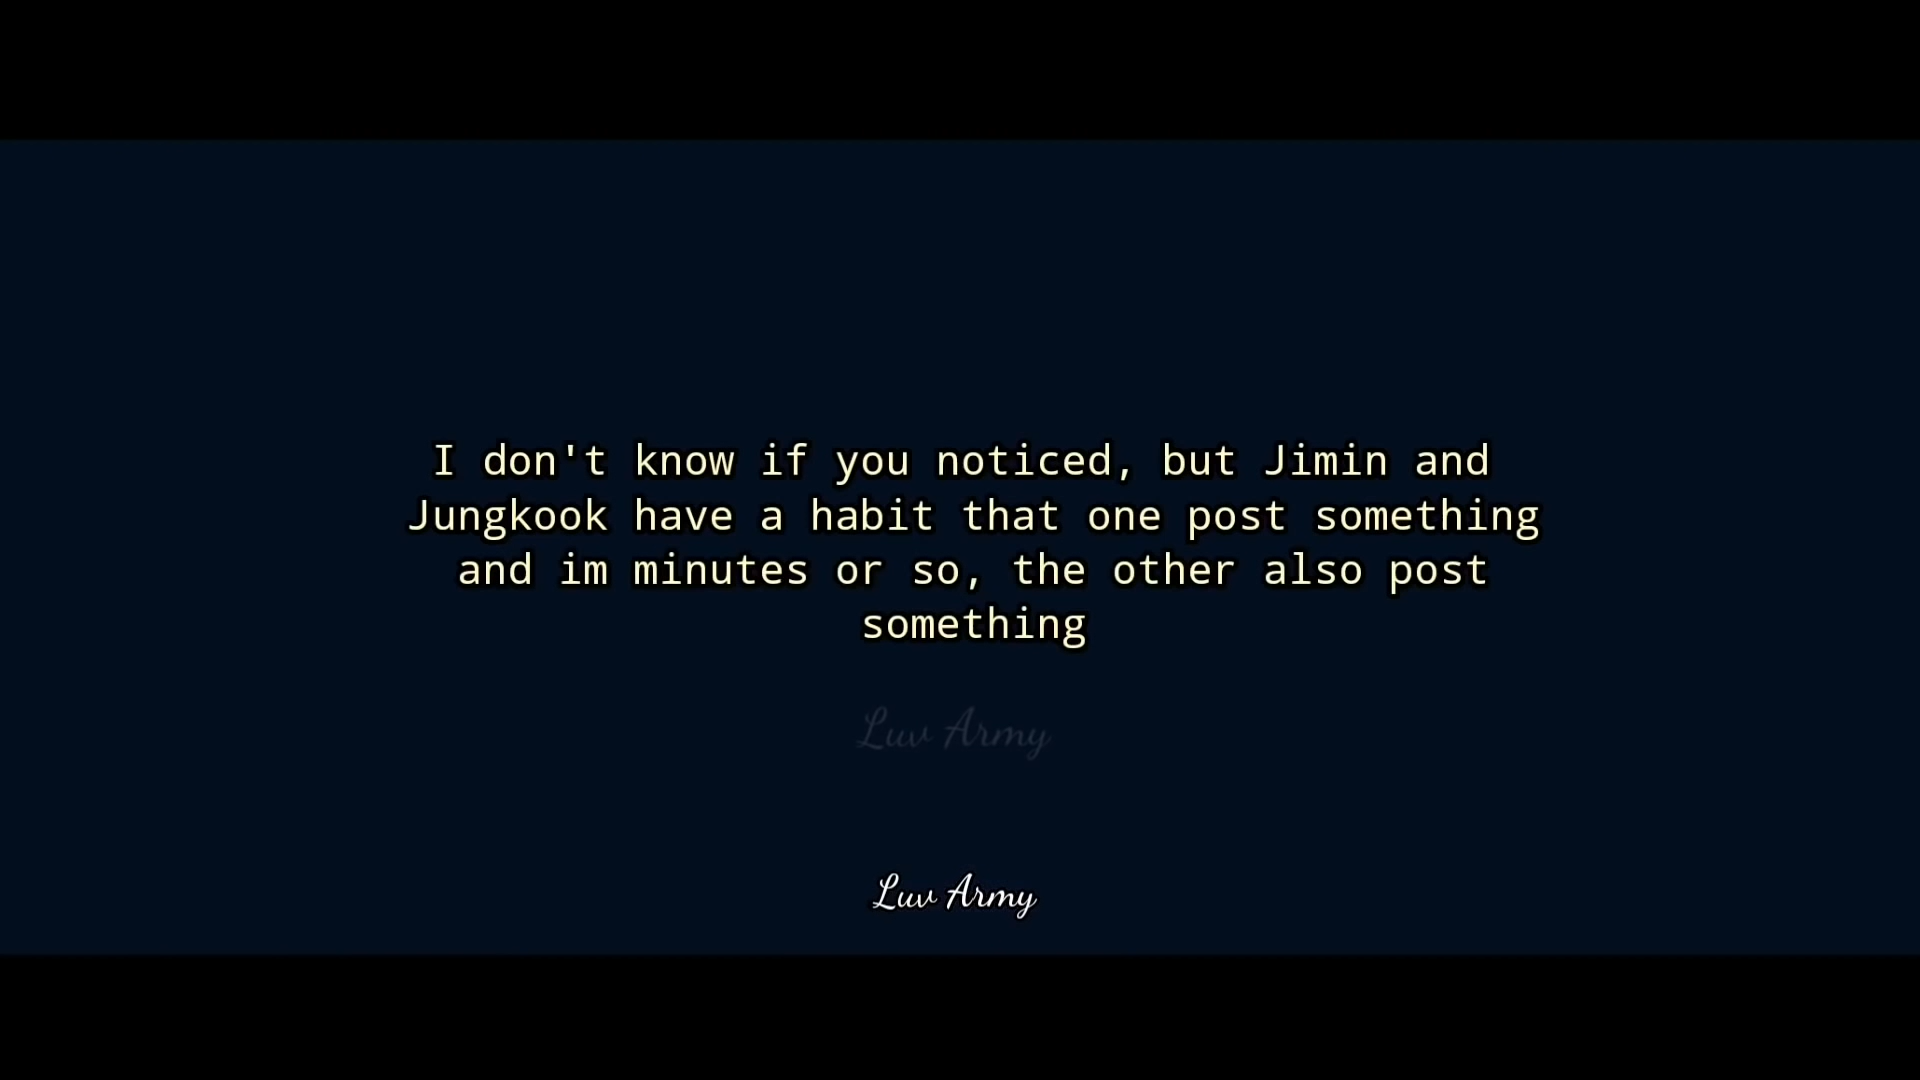 I don't know if you noticed, but Jimin and
Jungkook have a habit that one post something
and im minutes or so, the other also post
something
Luv Army
Luv Army